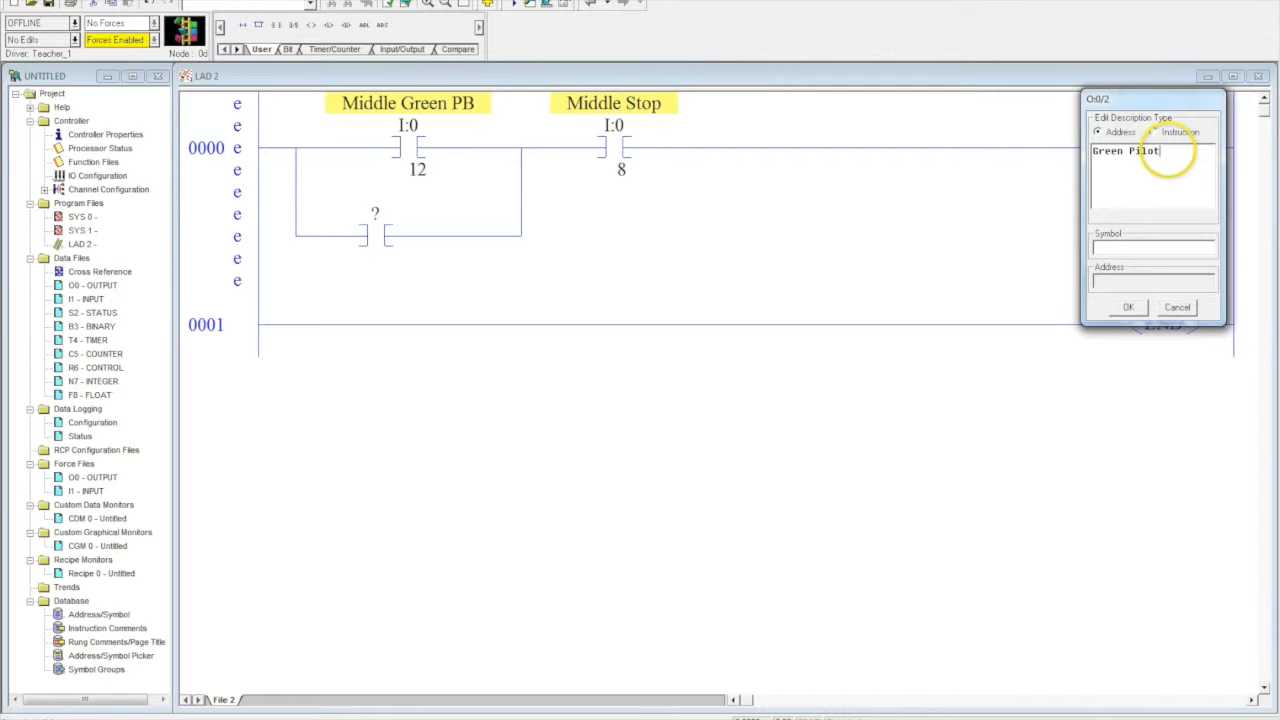 OFFLINE
No Forces
No Edits
Forces Enabled
Driver: Teacher_1
Node : 0d
ABL
ABS
User
Bit
Timer/Counter
Input/Output
Compare
UNTITLED
Project
Help
Controller
Controller Properties
Processor Status
Function Files
IO Configuration
Channel Configuration
Program Files
SYS 0 -
SYS 1 -
LAD 2 -
Data Files
Cross Reference
O0 - OUTPUT
I1 - INPUT
S2 - STATUS
B3 - BINARY
T4 - TIMER
C5 - COUNTER
R6 - CONTROL
N7 - INTEGER
F8 - FLOAT
Data Logging
Configuration
Status
RCP Configuration Files
Force Files
O0 - OUTPUT
I1 - INPUT
Custom Data Monitors
CDM 0 - Untitled
Custom Graphical Monitors
CGM 0 - Untitled
Recipe Monitors
Recipe 0 - Untitled
Trends
Database
Address/Symbol
Instruction Comments
Rung Comments/Page Title
Address/Symbol Picker
Symbol Groups
LAD 2
e
e
e
e
e
e
e
e
e
0000
Middle Green PB
I:0
12
Middle Stop
I:0
8
?
0001
END
O:0/2
Edit Description Type
Address
Instruction
Green Pilot
Symbol
Address
OK
Cancel
File 2